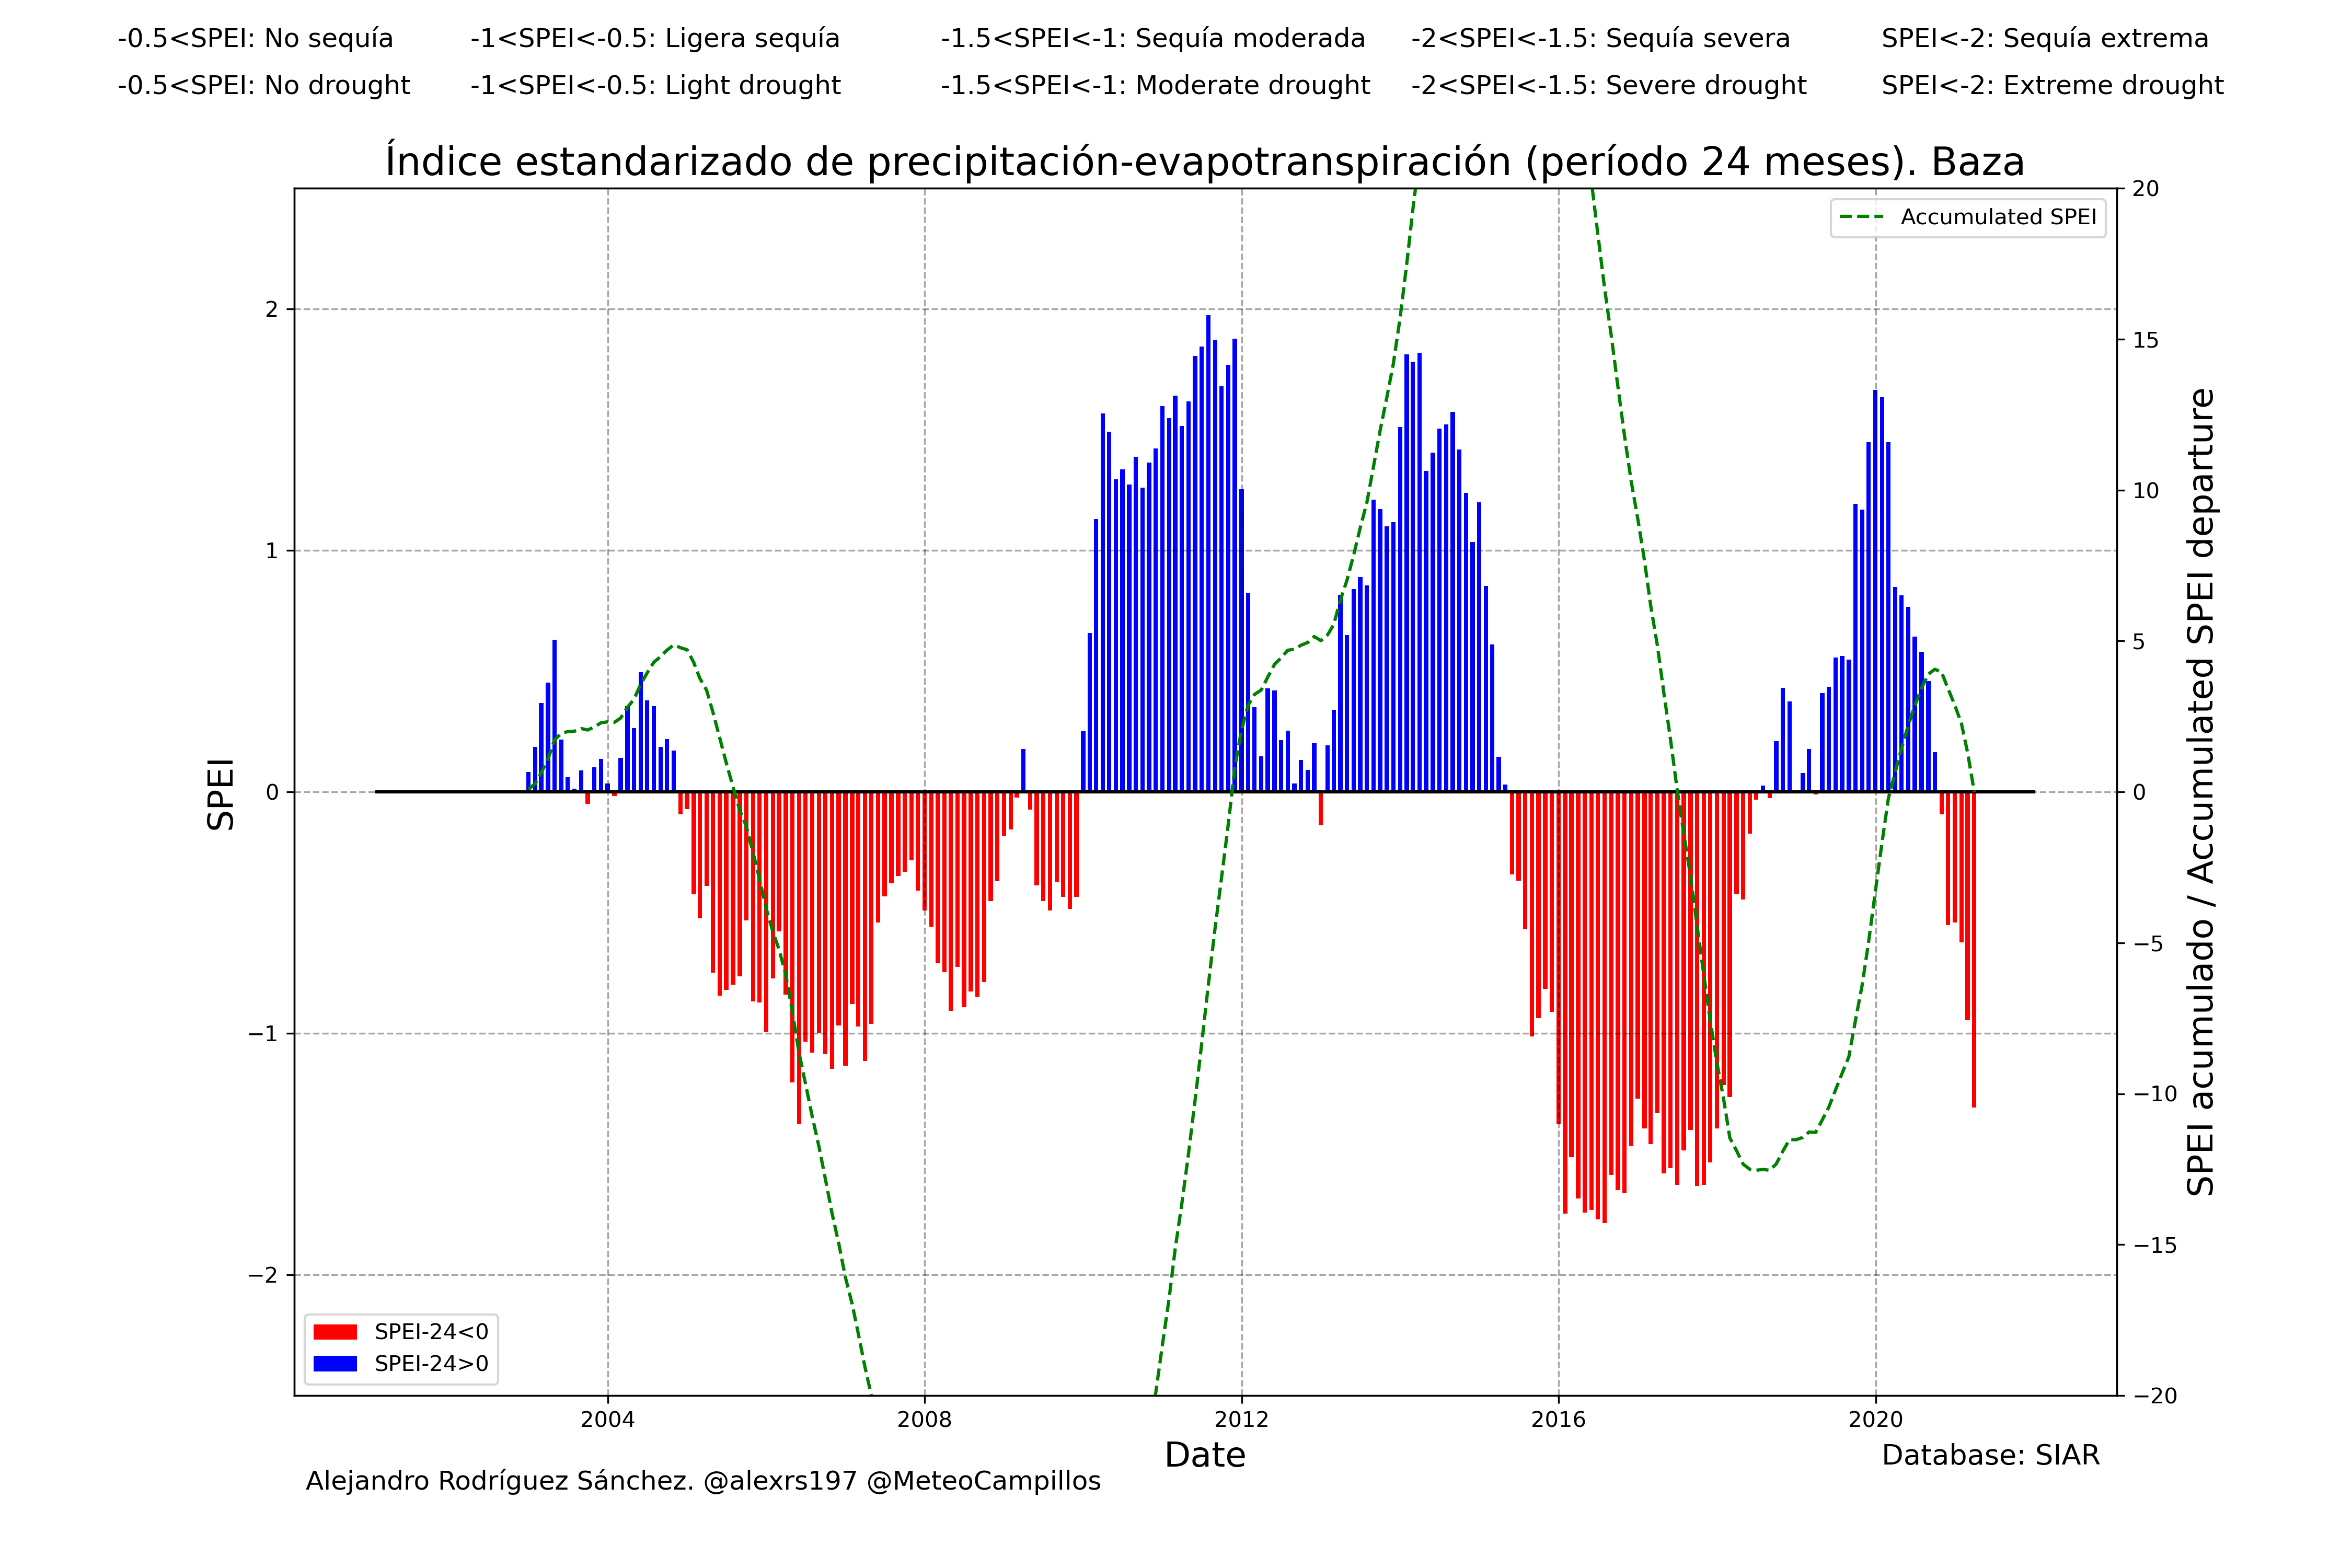 -0.5<SPEI: No sequía -1<SPEI<-0.5: Ligera sequía -1.5<SPEI<-1: Sequía moderada -2<SPEI<-1.5: Sequía severa SPEI<-2: Sequía extrema
-0.5<SPEI: No drought -1<SPEI<-0.5: Light drought -1.5<SPEI<-1: Moderate drought -2<SPEI<-1.5: Severe drought SPEI<-2: Extreme drought
Índice estandarizado de precipitación-evapotranspiración (período 24 meses). Baza
Accumulated SPEI
SPEI
2
1
0
−1
−2
20
15
10
5
0
−5
−10
−15
−20
SPEI acumulado / Accumulated SPEI departure
SPEI-24<0
SPEI-24>0
2004 2008 2012 2016 2020
Date
Database: SIAR
Alejandro Rodríguez Sánchez. @alexrs197 @MeteoCampillos